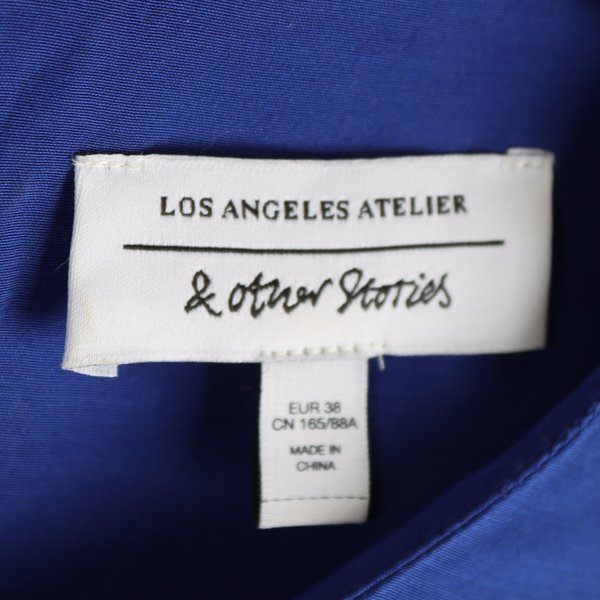 LOS ANGELES ATELIER
& other Stories
EUR 38
CN 165/88A
MADE IN
CHINA